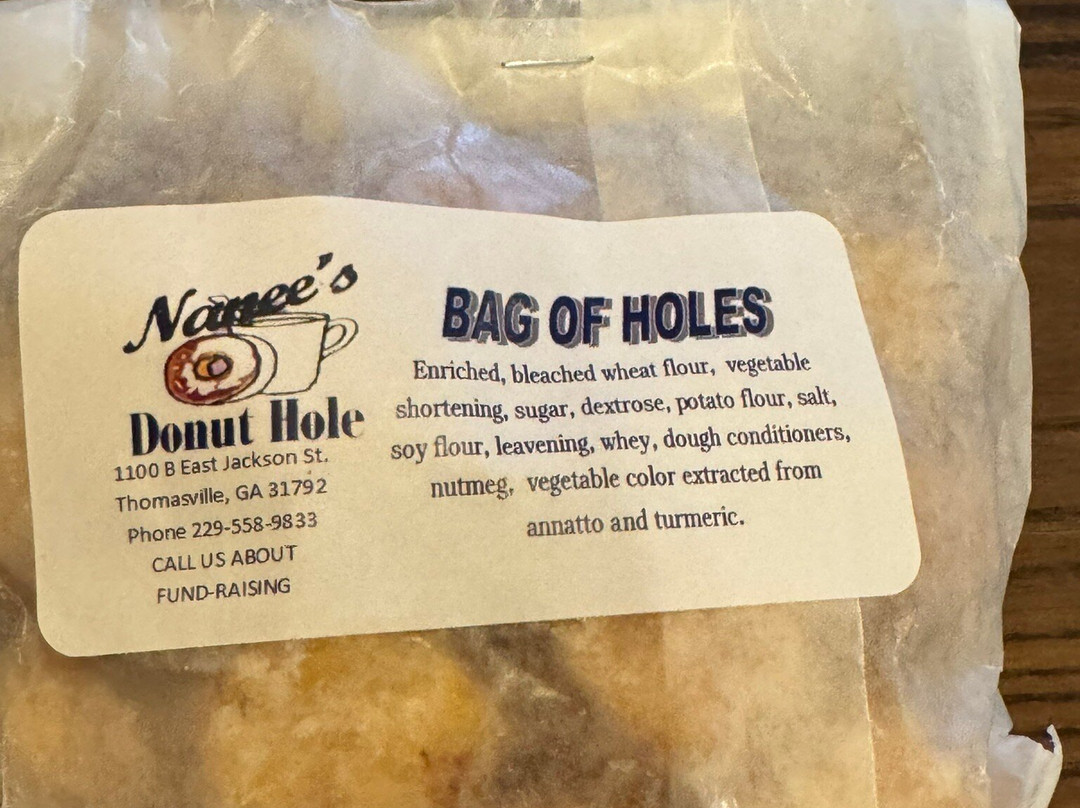 Nanee's
Donut Hole
1100 B East Jackson St.
Thomasville, GA 31792
Phone 229-558-9833
CALL US ABOUT
FUND-RAISING
BAG OF HOLES
Enriched, bleached wheat flour, vegetable
shortening, sugar, dextrose, potato flour, salt,
soy flour, leavening, whey, dough conditioners,
nutmeg, vegetable color extracted from
annatto and turmeric.